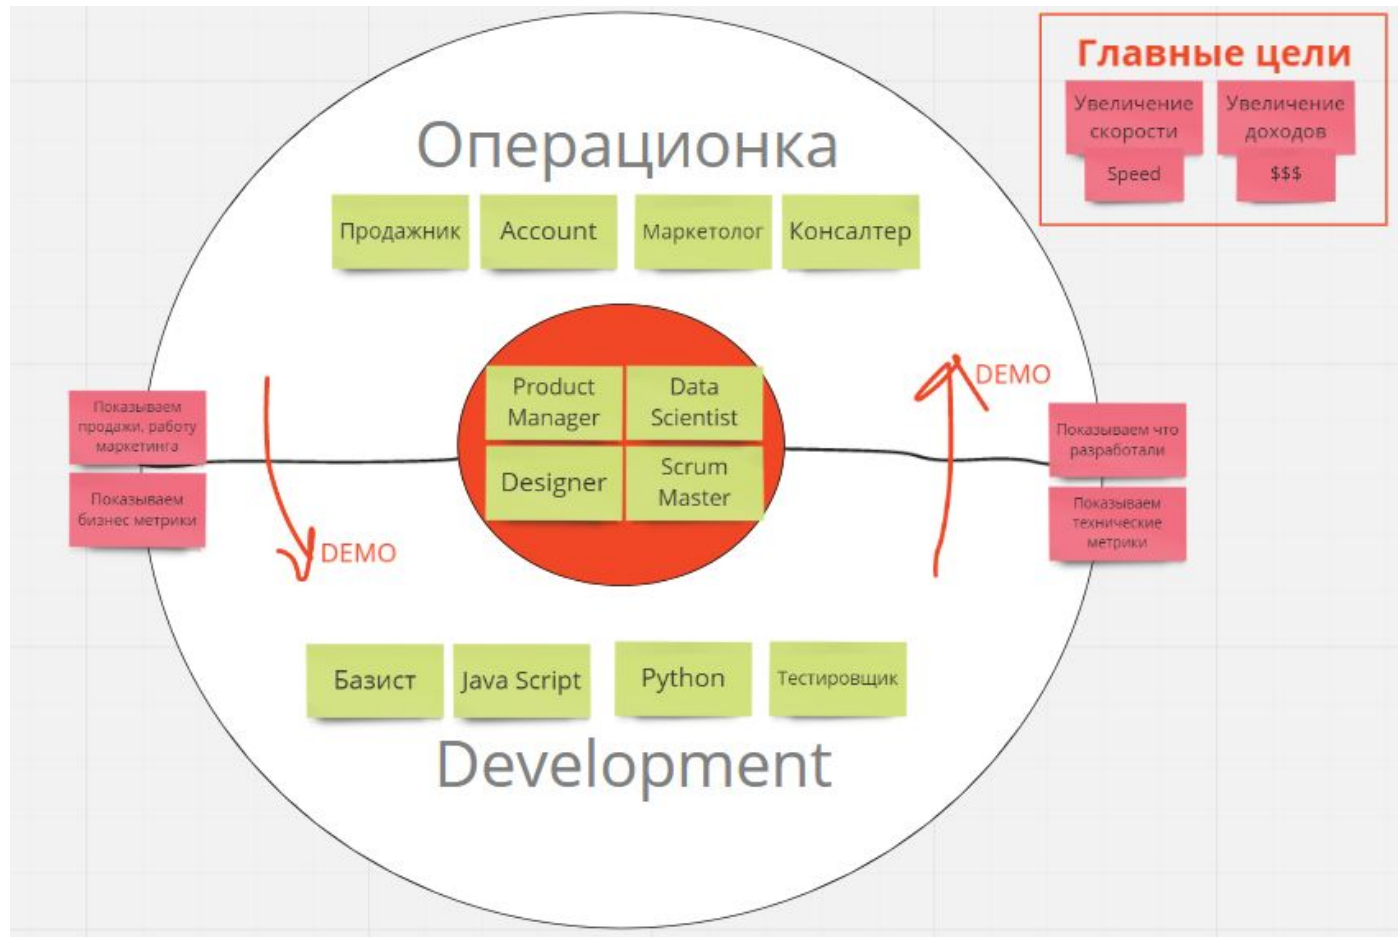 Главные цели
Увеличение
скорости
Speed
Увеличение
доходов
$$$
Операционка
Продажник
Account
Маркетолог
Консалтер
Product
Manager
Data
Scientist
Designer
Scrum
Master
Показываем
продажи, работу
маркетинга
Показываем
бизнес метрики
DEMO
DEMO
Показываем что
разработали
Показываем
технические
метрики
Базист
Java Script
Python
Тестировщик
Development